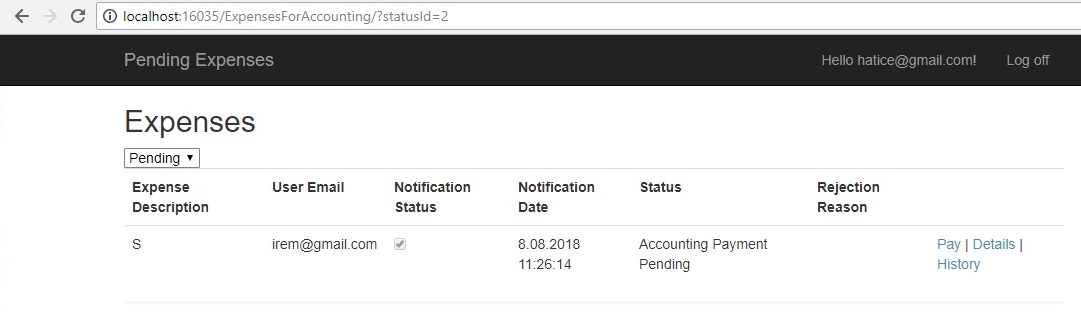 localhost:16035/ExpensesForAccounting/?statusId=2
Pending Expenses Hello hatice@gmail.com! Log off
Expenses
Pending
Expense Description User Email Notification Status Notification Date Status Rejection Reason
S irem@gmail.com 8.08.2018 11:26:14 Accounting Payment Pending Pay | Details | History